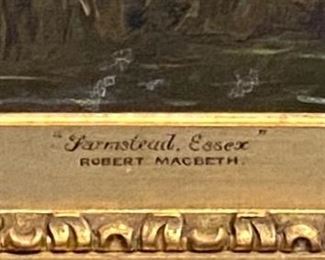 "Farmstead, Essex"
ROBERT MACBETH.